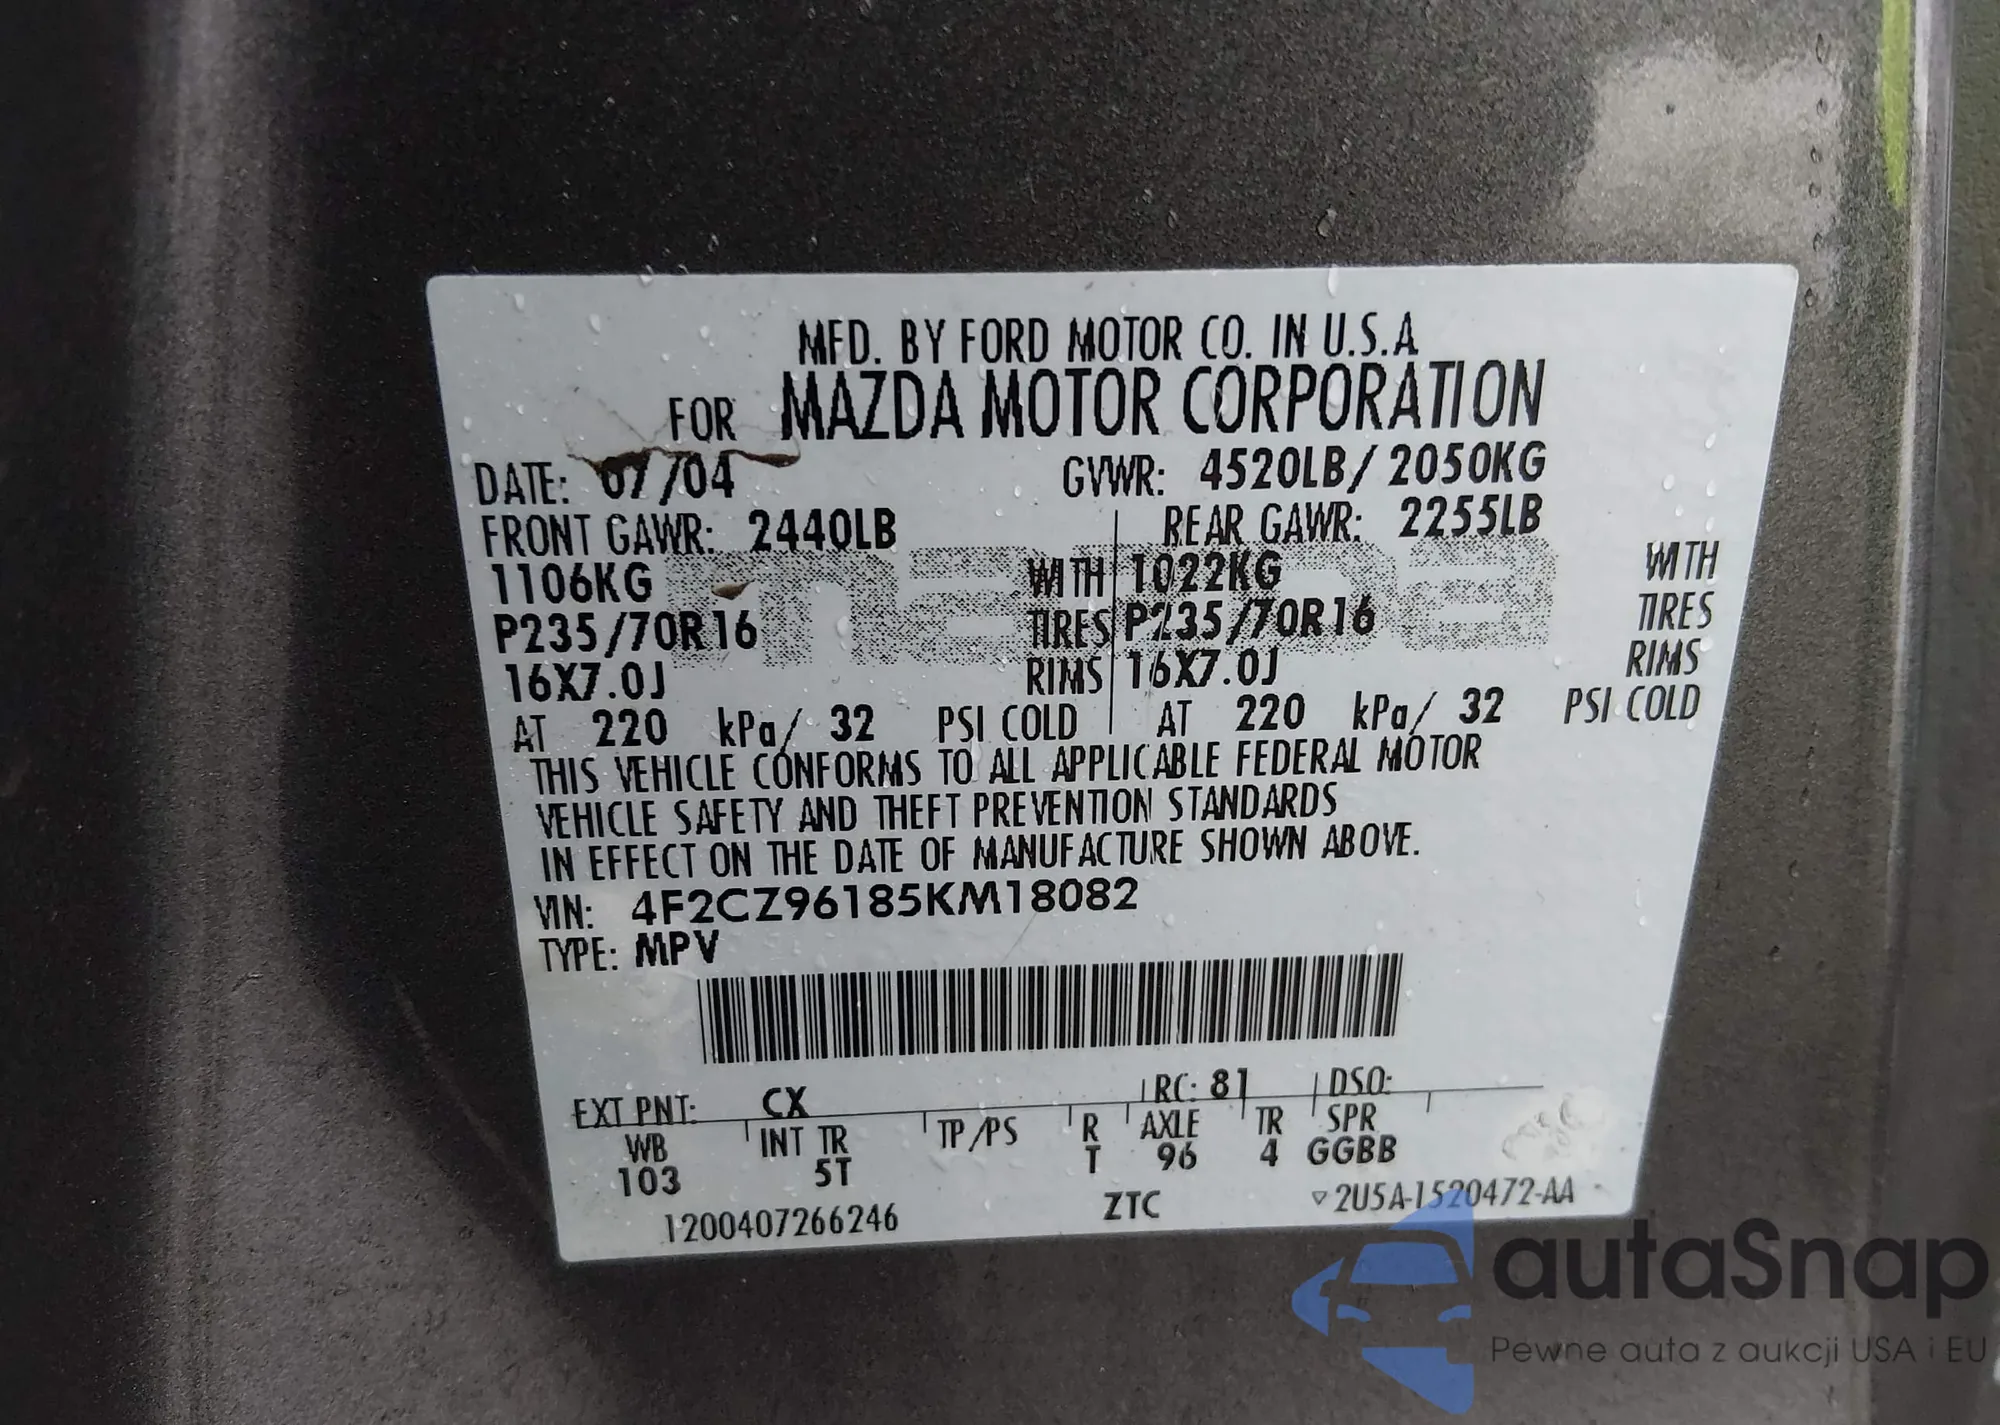 MFD. BY FORD MOTOR CO. IN U.S.A
FOR MAZDA MOTOR CORPORATION
DATE: 07/04 GVWR: 4520LB/2050KG
FRONT GAWR: 2440LB REAR GAWR: 2255LB
1106KG WITH 1022KG WITH
P235/70R16 TIRES P235/70R16 TIRES
16X7.0J RIMS 16X7.0J RIMS
AT 220 kPa/ 32 PSI COLD AT 220 kPa/ 32 PSI COLD
THIS VEHICLE CONFORMS TO ALL APPLICABLE FEDERAL MOTOR
VEHICLE SAFETY AND THEFT PREVENTION STANDARDS
IN EFFECT ON THE DATE OF MANUFACTURE SHOWN ABOVE.
VIN: 4F2CZ96185KM18082
TYPE: MPV
EXT PNT: CX RC: 81 DSO:
WB INT TR TP/PS R AXLE TR SPR
103 5T T 96 4 GGBB
1200407266246 ZTC 2U5A-1520472-AA
autoSnap
Pewne auta z aukcji USA i EU